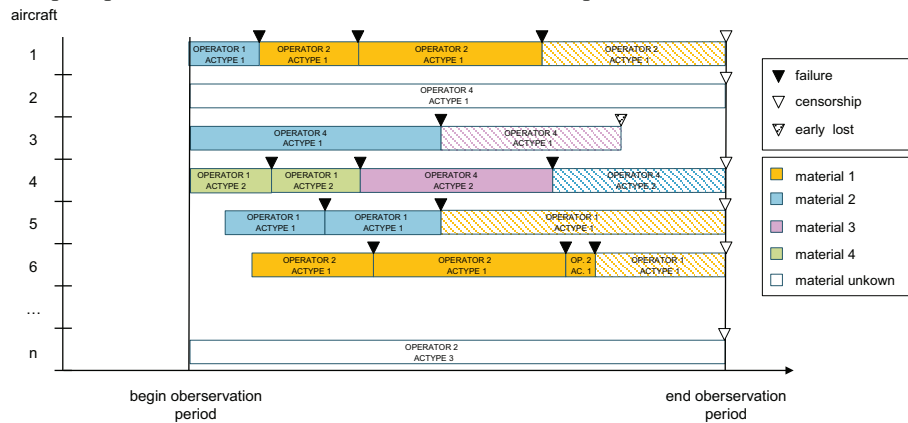 aircraft
1
OPERATOR 1
ACTYPE 1
OPERATOR 2
ACTYPE 1
OPERATOR 2
ACTYPE 1
OPERATOR 2
ACTYPE 1
2
OPERATOR 4
ACTYPE 1
3
OPERATOR 4
ACTYPE 1
OPERATOR 4
ACTYPE 1
4
OPERATOR 1
ACTYPE 2
OPERATOR 1
ACTYPE 2
OPERATOR 4
ACTYPE 2
OPERATOR 4
ACTYPE 2
5
OPERATOR 1
ACTYPE 1
OPERATOR 1
ACTYPE 1
OPERATOR 1
ACTYPE 1
6
OPERATOR 2
ACTYPE 1
OPERATOR 2
ACTYPE 1
OP. 2
AC. 1
OPERATOR 1
ACTYPE 1
...
n
OPERATOR 2
ACTYPE 3
begin oberservation
period
end oberservation
period
failure
censorship
early lost
material 1
material 2
material 3
material 4
material unkown